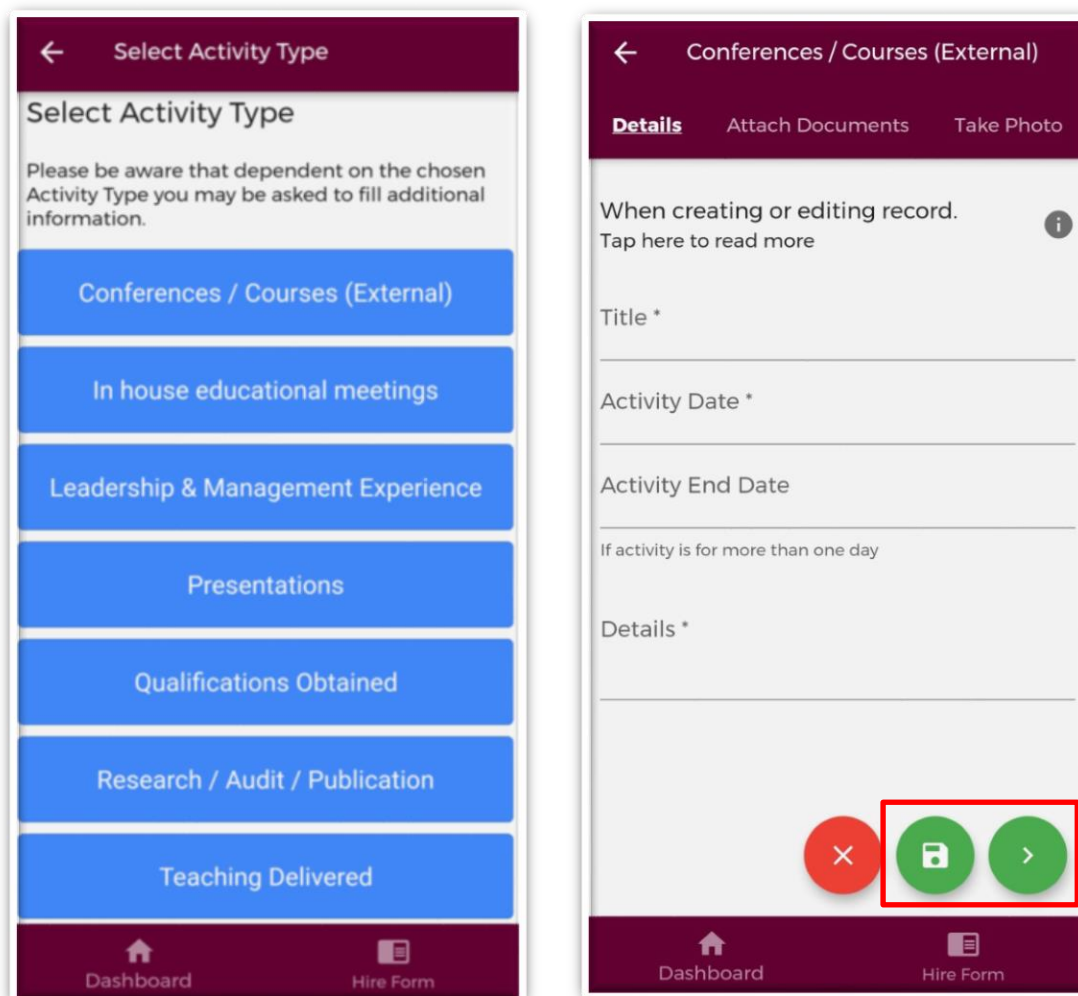 Select Activity Type
Select Activity Type
Please be aware that dependent on the chosen
Activity Type you may be asked to fill additional
information.
Conferences / Courses (External)
In house educational meetings
Leadership & Management Experience
Presentations
Qualifications Obtained
Research / Audit / Publication
Teaching Delivered
Dashboard
Hire Form
Conferences / Courses (External)
Details Attach Documents Take Photo
When creating or editing record.
Tap here to read more
Title *
Activity Date *
Activity End Date
If activity is for more than one day
Details *
Dashboard
Hire Form